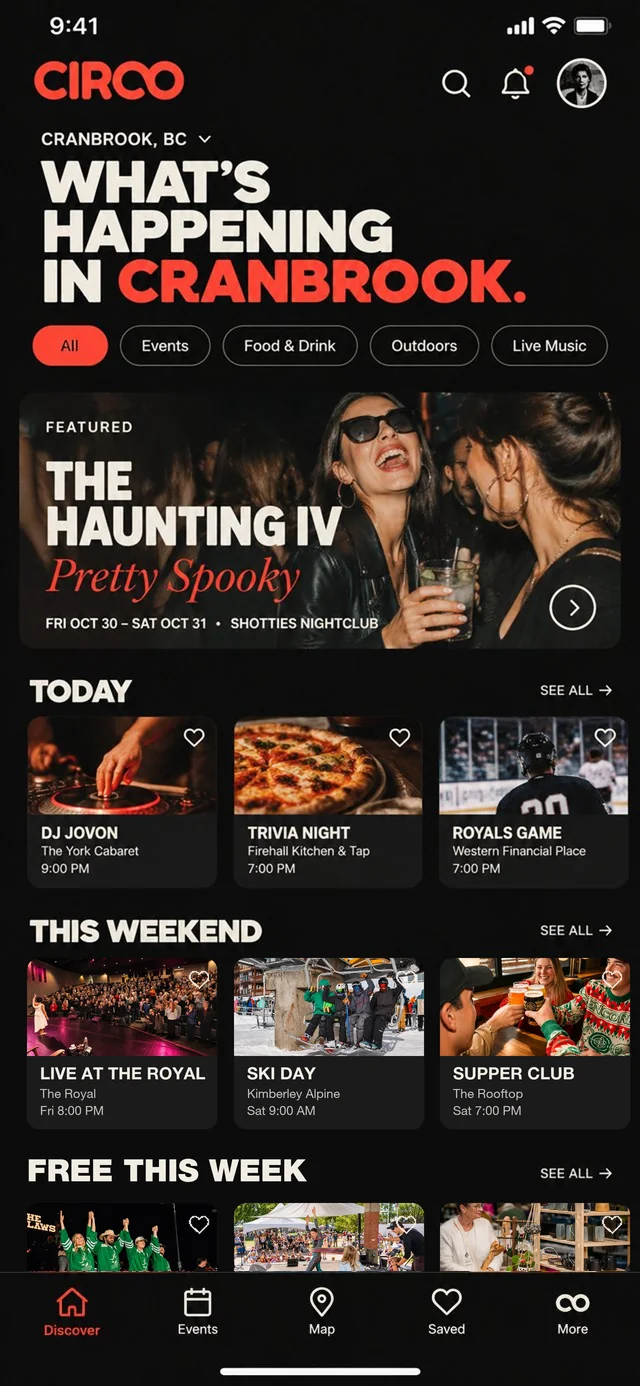 9:41
CIRCO
CRANBROOK, BC
WHAT'S
HAPPENING
IN CRANBROOK.
All
Events
Food & Drink
Outdoors
Live Music
FEATURED
THE
HAUNTING IV
Pretty Spooky
FRI OCT 30 – SAT OCT 31 • SHOTTIES NIGHTCLUB
TODAY
SEE ALL →
DJ JOVON
The York Cabaret
9:00 PM
TRIVIA NIGHT
Firehall Kitchen & Tap
7:00 PM
20
ROYALS GAME
Western Financial Place
7:00 PM
THIS WEEKEND
SEE ALL →
LIVE AT THE ROYAL
The Royal
Fri 8:00 PM
SKI DAY
Kimberley Alpine
Sat 9:00 AM
SUPPER CLUB
The Rooftop
Sat 7:00 PM
FREE THIS WEEK
SEE ALL →
THE
LAWS
Discover
Events
Map
Saved
More